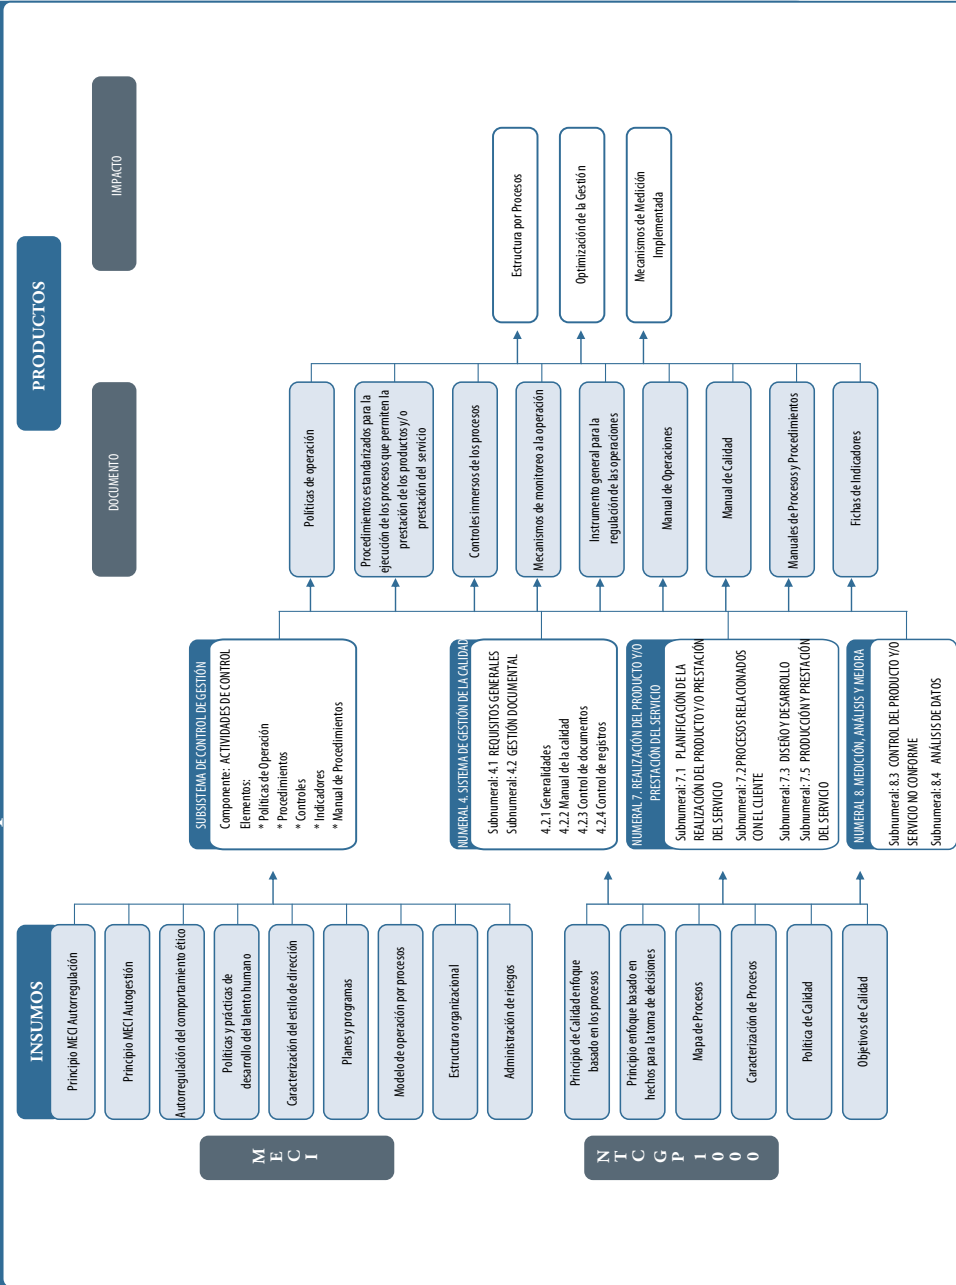 PRODUCTOS
DOCUMENTO
IMPACTO
INSUMOS
M
E
C
I
Principio MECI Autorregulación
Principio MECI Autogestión
Autorregulación del comportamiento ético
Políticas y prácticas de
desarrollo del talento humano
Caracterización del estilo de dirección
Planes y programas
Modelo de operación por procesos
Estructura organizacional
Administración de riesgos
N
T
C
G
P
1
0
0
0
Principio de Calidad enfoque
basado en los procesos
Principio enfoque basado en
hechos para la toma de decisiones
Mapa de Procesos
Caracterización de Procesos
Política de Calidad
Objetivos de Calidad
SUBSISTEMA DE CONTROL DE GESTIÓN
Componente: ACTIVIDADES DE CONTROL
Elementos:
* Políticas de Operación
* Procedimientos
* Controles
* Indicadores
* Manual de Procedimientos
NUMERAL 4. SISTEMA DE GESTIÓN DE LA CALIDAD
Subnumeral: 4.1 REQUISITOS GENERALES
Subnumeral: 4.2 GESTIÓN DOCUMENTAL
4.2.1 Generalidades
4.2.2 Manual de la calidad
4.2.3 Control de documentos
4.2.4 Control de registros
NUMERAL 7. REALIZACIÓN DEL PRODUCTO Y/O
PRESTACIÓN DEL SERVICIO
Subnumeral: 7.1 PLANIFICACIÓN DE LA
REALIZACIÓN DEL PRODUCTO Y/O PRESTACIÓN
DEL SERVICIO
Subnumeral: 7.2 PROCESOS RELACIONADOS
CON EL CLIENTE
Subnumeral: 7.3 DISEÑO Y DESARROLLO
Subnumeral: 7.5 PRODUCCIÓN Y PRESTACIÓN
DEL SERVICIO
NUMERAL 8. MEDICIÓN, ANÁLISIS Y MEJORA
Subnumeral: 8.3 CONTROL DEL PRODUCTO Y/O
SERVICIO NO CONFORME
Subnumeral: 8.4 ANÁLISIS DE DATOS
Políticas de operación
Procedimientos estandarizados para la
ejecución de los procesos que permiten la
prestación de los productos y/o
prestación del servicio
Controles inmersos de los procesos
Mecanismos de monitoreo a la operación
Instrumento general para la
regulación de las operaciones
Manual de Operaciones
Manual de Calidad
Manuales de Procesos y Procedimientos
Fichas de Indicadores
Estructura por Procesos
Optimización de la Gestión
Mecanismos de Medición
Implementada